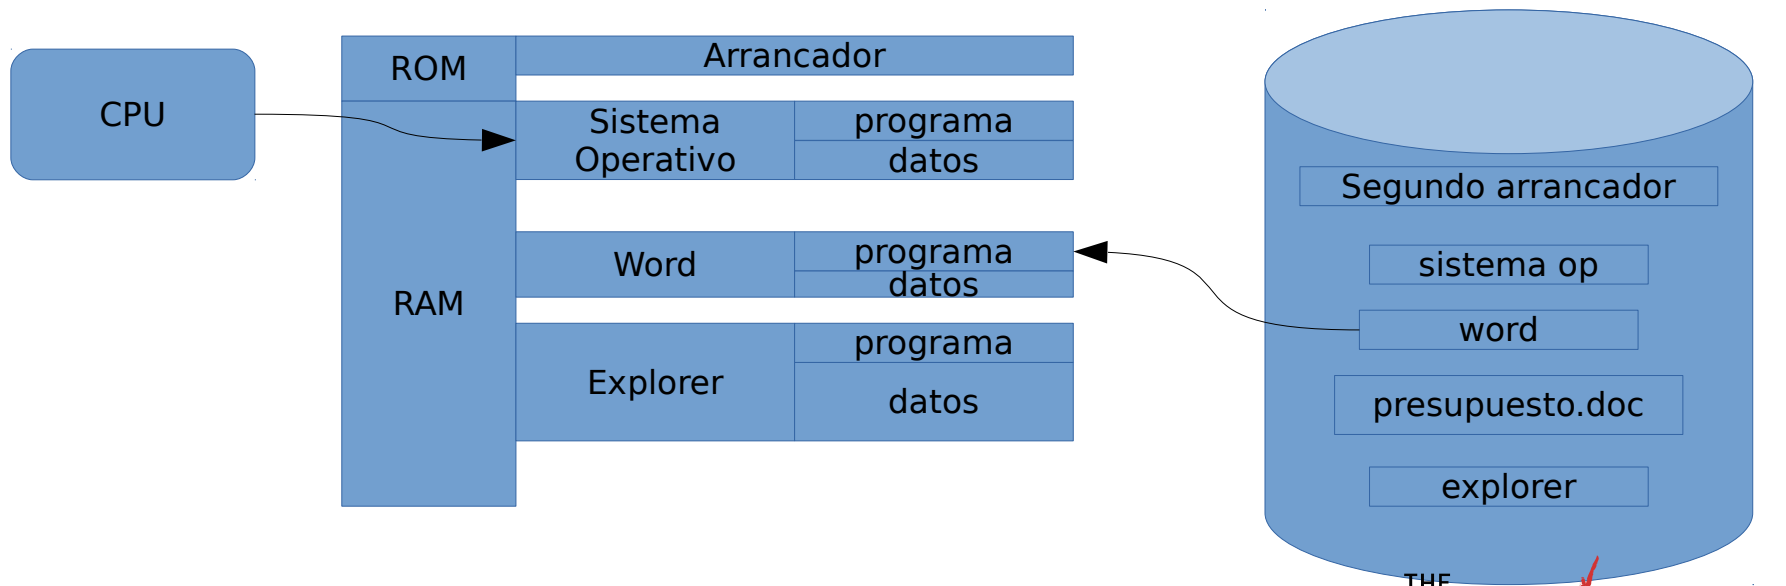 CPU
ROM
Arrancador
RAM
Sistema
Operativo
programa
datos
Word
programa
datos
Explorer
programa
datos
Segundo arrancador
sistema op
word
presupuesto.doc
explorer
THE